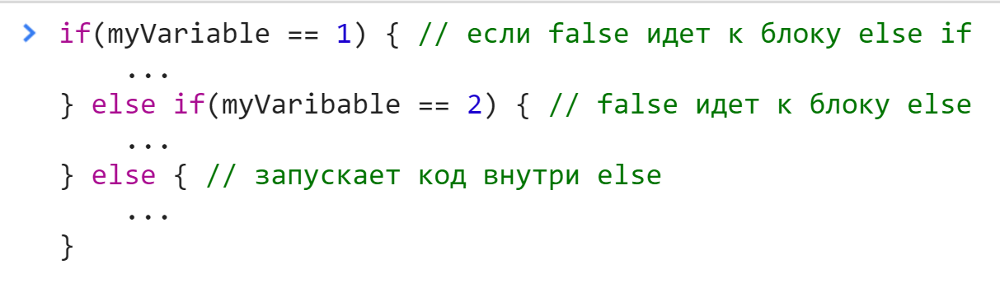 if(myVariable == 1) { // если false идет к блоку else if
...
} else if(myVaribable == 2) { // false идет к блоку else
...
} else { // запускает код внутри else
...
}